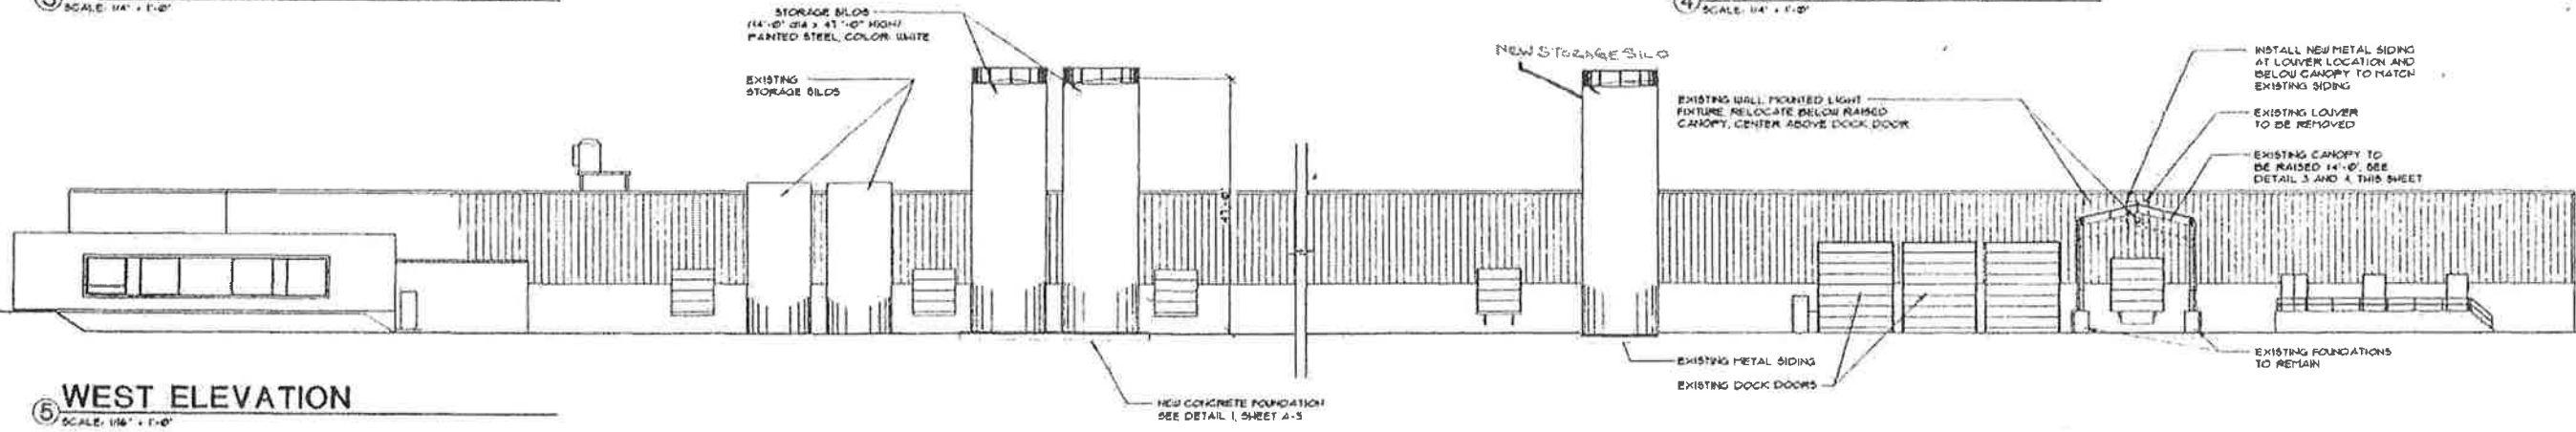 3
SCALE: 1/4" = 1'-0"
4
SCALE: 1/4" = 1'-0"
STORAGE SILOS
(14'-0" DIA x 47'-0" HIGH)
PAINTED STEEL, COLOR: WHITE
EXISTING
STORAGE SILOS
47'-0"
NEW STORAGE SILO
EXISTING WALL MOUNTED LIGHT
FIXTURE, RELOCATE BELOW RAISED
CANOPY, CENTER ABOVE DOCK DOOR
INSTALL NEW METAL SIDING
AT LOUVER LOCATION AND
BELOW CANOPY TO MATCH
EXISTING SIDING
EXISTING LOUVER
TO BE REMOVED
EXISTING CANOPY TO
BE RAISED 14'-0", SEE
DETAIL 3 AND 4, THIS SHEET
EXISTING FOUNDATIONS
TO REMAIN
EXISTING METAL SIDING
EXISTING DOCK DOORS
NEW CONCRETE FOUNDATION
SEE DETAIL 1, SHEET A-3
5 WEST ELEVATION
SCALE: 1/16" = 1'-0"